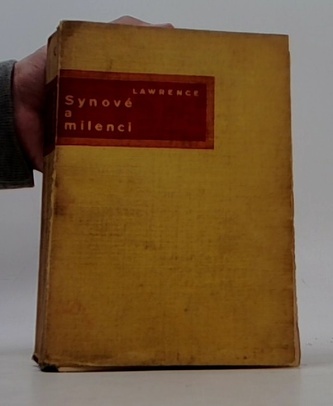 LAWRENCE
Synové
a
milenci